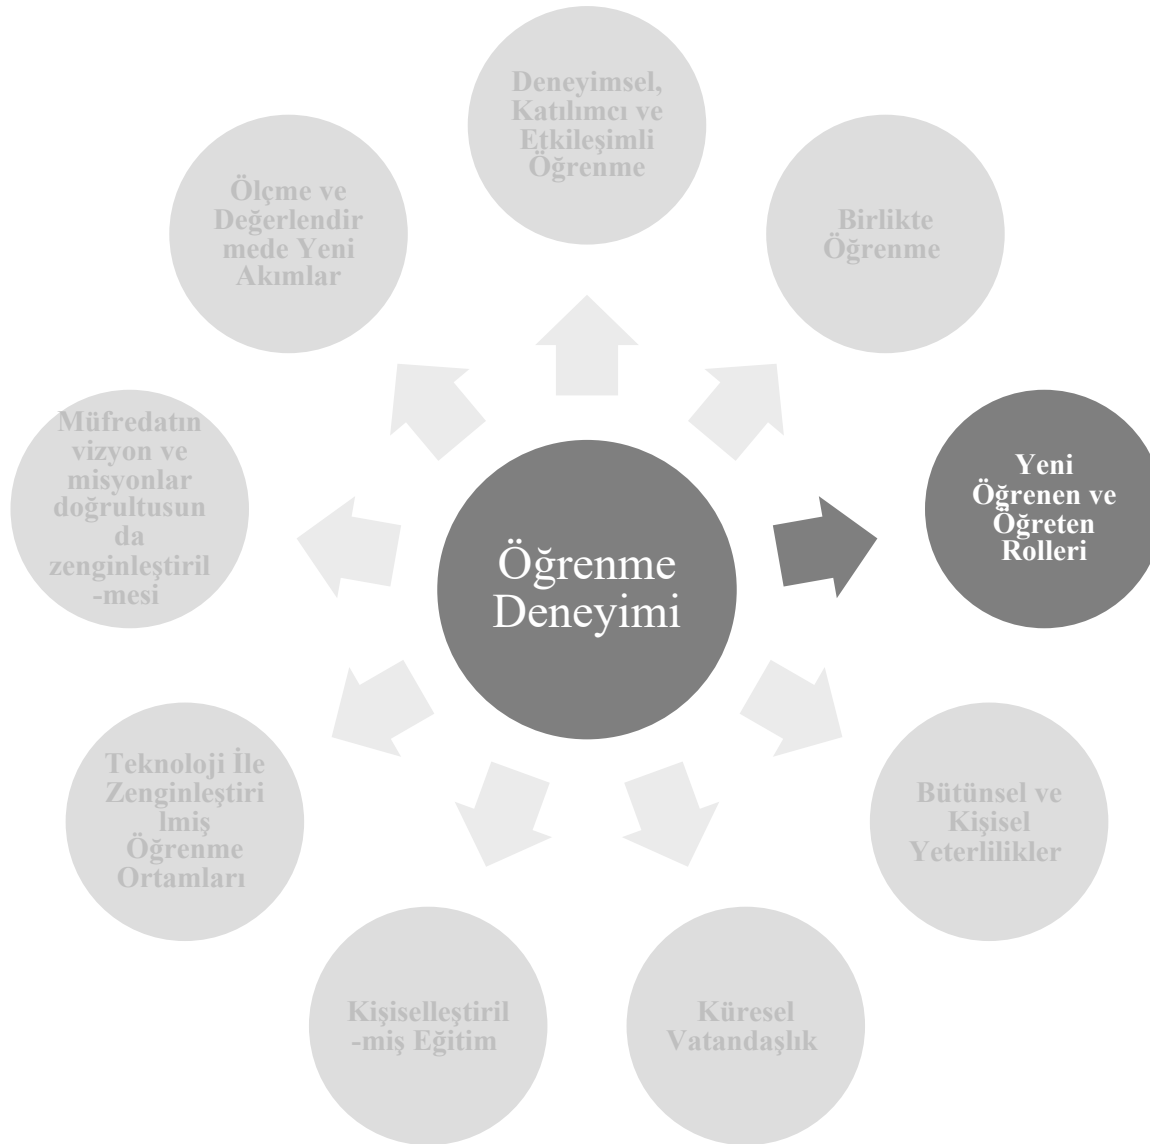 Deneyimsel,
Katılımcı ve
Etkileşimli
Öğrenme
Birlikte
Öğrenme
Yeni
Öğrenen ve
Öğreten
Rolleri
Bütünsel ve
Kişisel
Yeterlilikler
Küresel
Vatandaşlık
Kişiselleştiril
-miş Eğitim
Teknoloji İle
Zenginleştiri
lmiş
Öğrenme
Ortamları
Müfredatın
vizyon ve
misyonlar
doğrultusun
da
zenginleştiril
-mesi
Ölçme ve
Değerlendir
mede Yeni
Akımlar
Öğrenme
Deneyimi